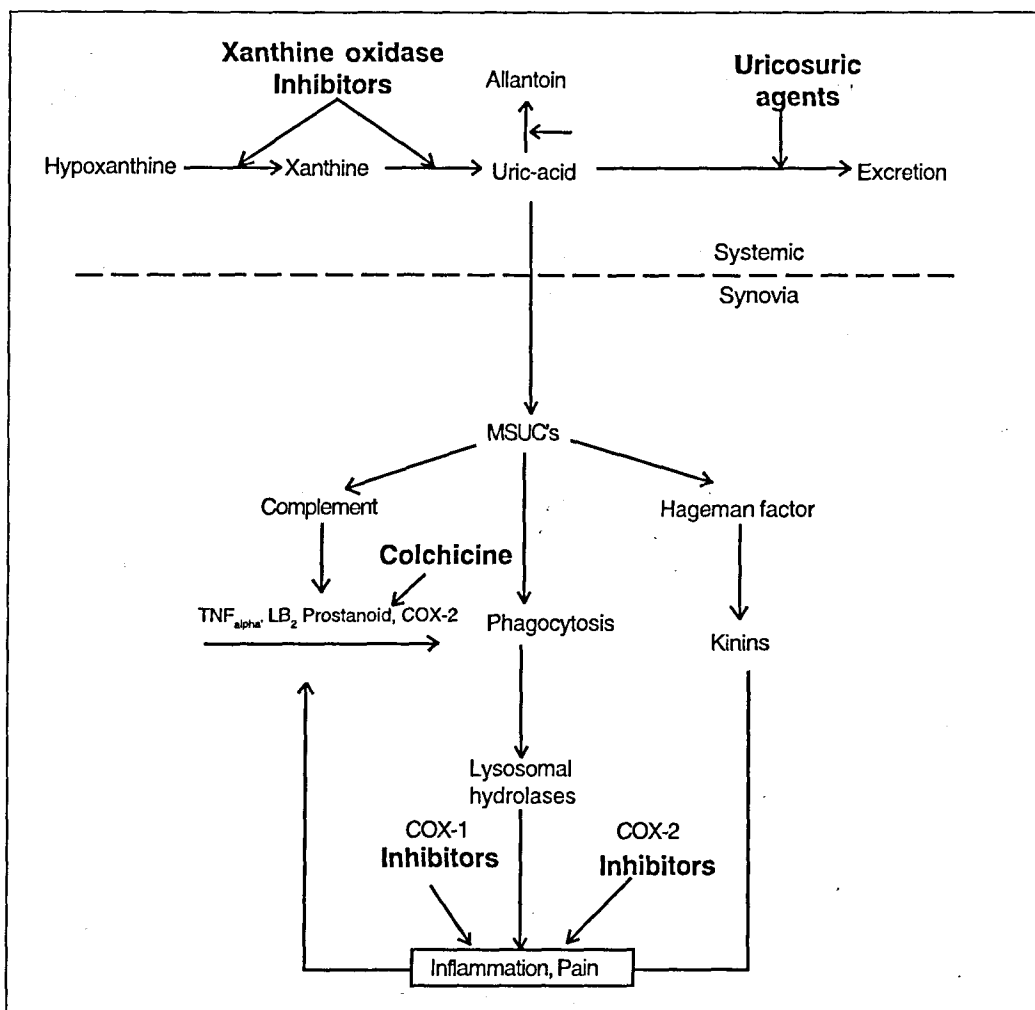 Xanthine oxidase
Inhibitors
Allantoin
Uricosuric
agents
Hypoxanthine
Xanthine
Uric-acid
Excretion
Systemic
Synovia
MSUC's
Complement
Hageman factor
Colchicine
TNFalpha, LB2 Prostanoid, COX-2
Phagocytosis
Kinins
Lysosomal
hydrolases
COX-1
Inhibitors
COX-2
Inhibitors
Inflammation, Pain